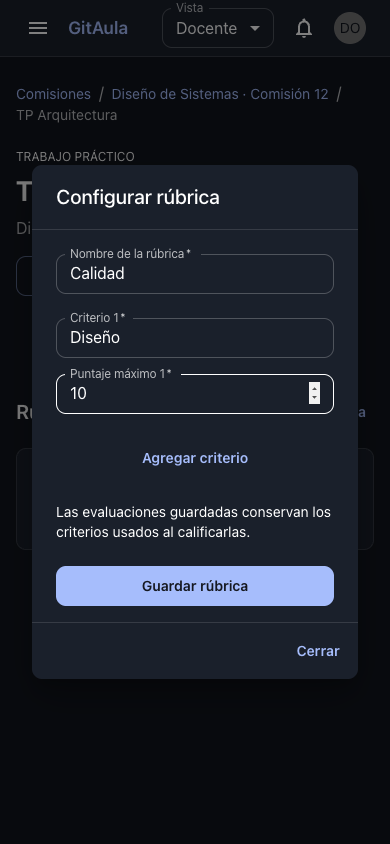 Vista
GitAula
Docente
DO
Comisiones / Diseño de Sistemas · Comisión 12 /
TP Arquitectura
TRABAJO PRÁCTICO
T
Di
Configurar rúbrica
Nombre de la rúbrica *
Calidad
Criterio 1 *
Diseño
Puntaje máximo 1 *
10
Agregar criterio
Las evaluaciones guardadas conservan los
criterios usados al calificarlas.
Guardar rúbrica
Cerrar